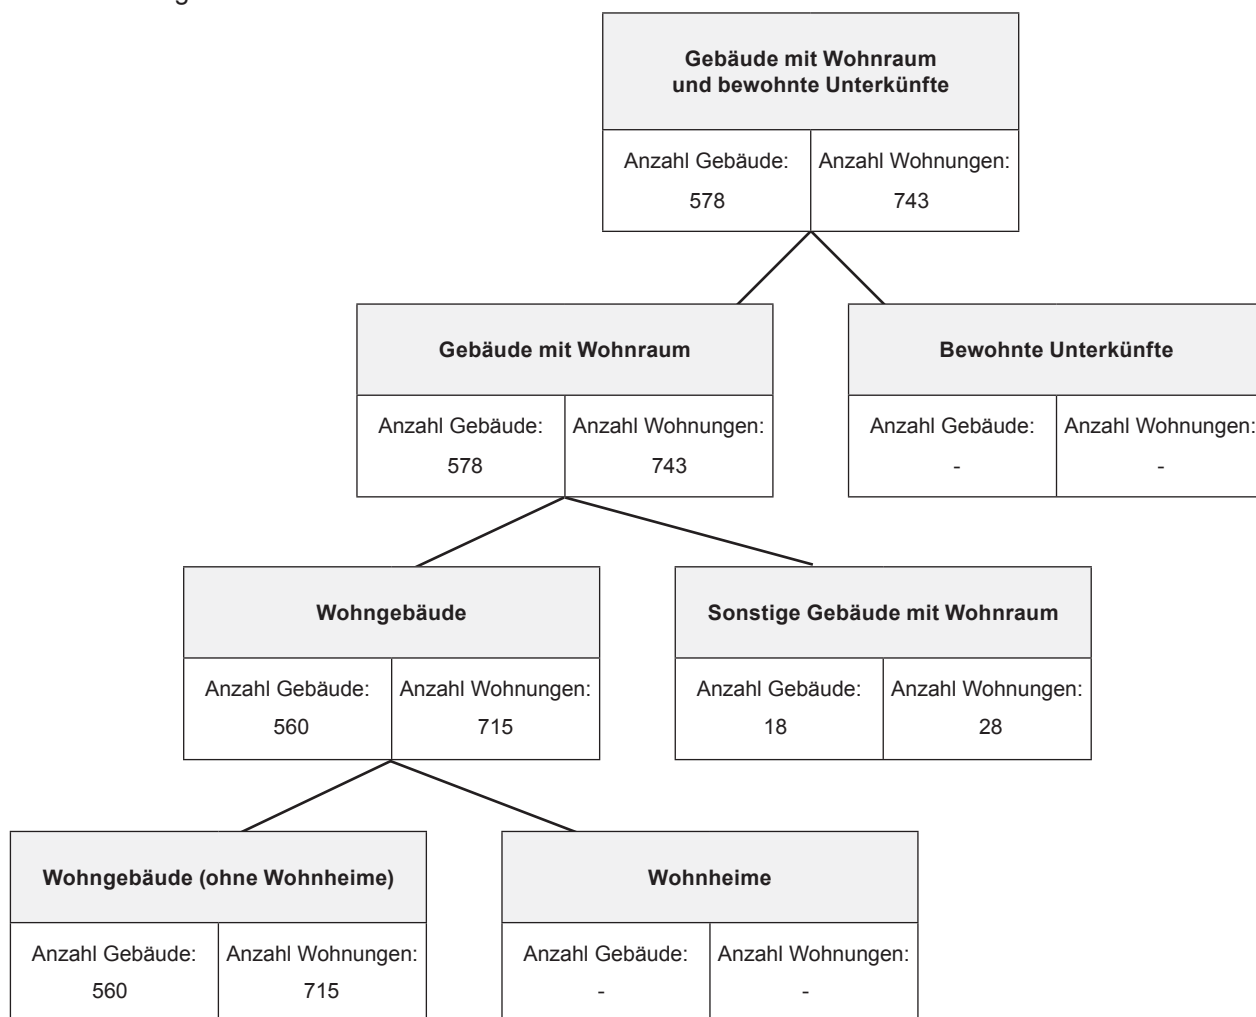 Gebäude mit Wohnraum
und bewohnte Unterkünfte
Anzahl Gebäude: Anzahl Wohnungen:
578 743
Gebäude mit Wohnraum
Anzahl Gebäude: Anzahl Wohnungen:
578 743
Bewohnte Unterkünfte
Anzahl Gebäude: Anzahl Wohnungen:
- -
Wohngebäude
Anzahl Gebäude: Anzahl Wohnungen:
560 715
Sonstige Gebäude mit Wohnraum
Anzahl Gebäude: Anzahl Wohnungen:
18 28
Wohngebäude (ohne Wohnheime)
Anzahl Gebäude: Anzahl Wohnungen:
560 715
Wohnheime
Anzahl Gebäude: Anzahl Wohnungen:
- -